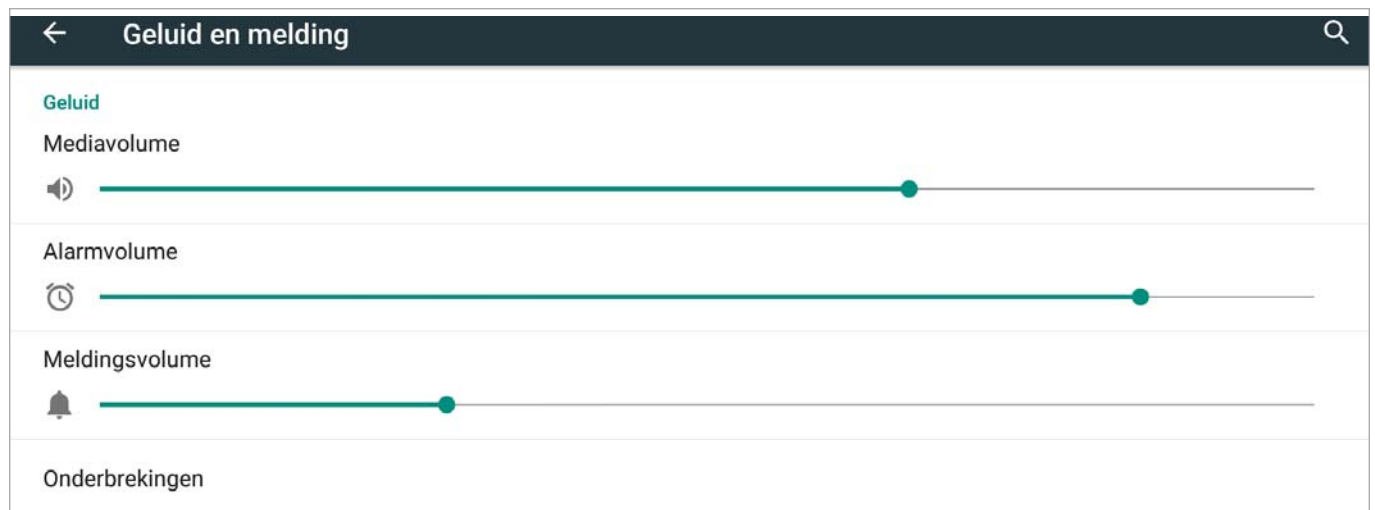 Geluid en melding
Geluid
Mediavolume
Alarmvolume
Meldingsvolume
Onderbrekingen